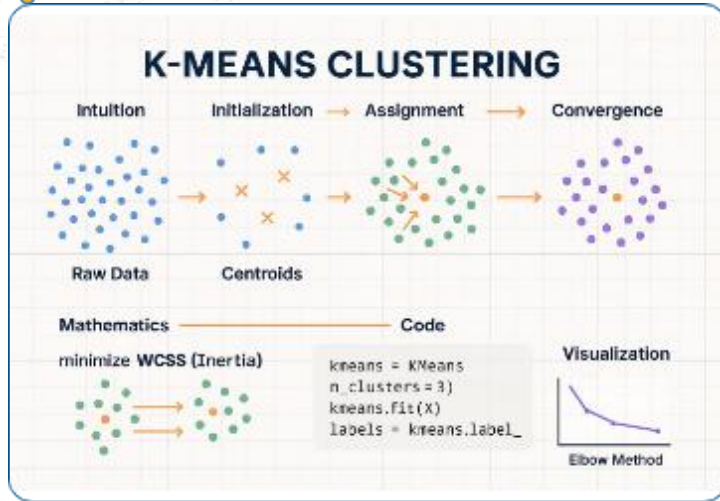 K-MEANS CLUSTERING
Intuition
Initialization
Assignment
Convergence
Raw Data
Centroids
Mathematics
Code
minimize WCSS (Inertia)
kmeans = KMeans
n_clusters = 3)
kmeans.fit(X)
labels = kmeans.label_
Visualization
Elbow Method